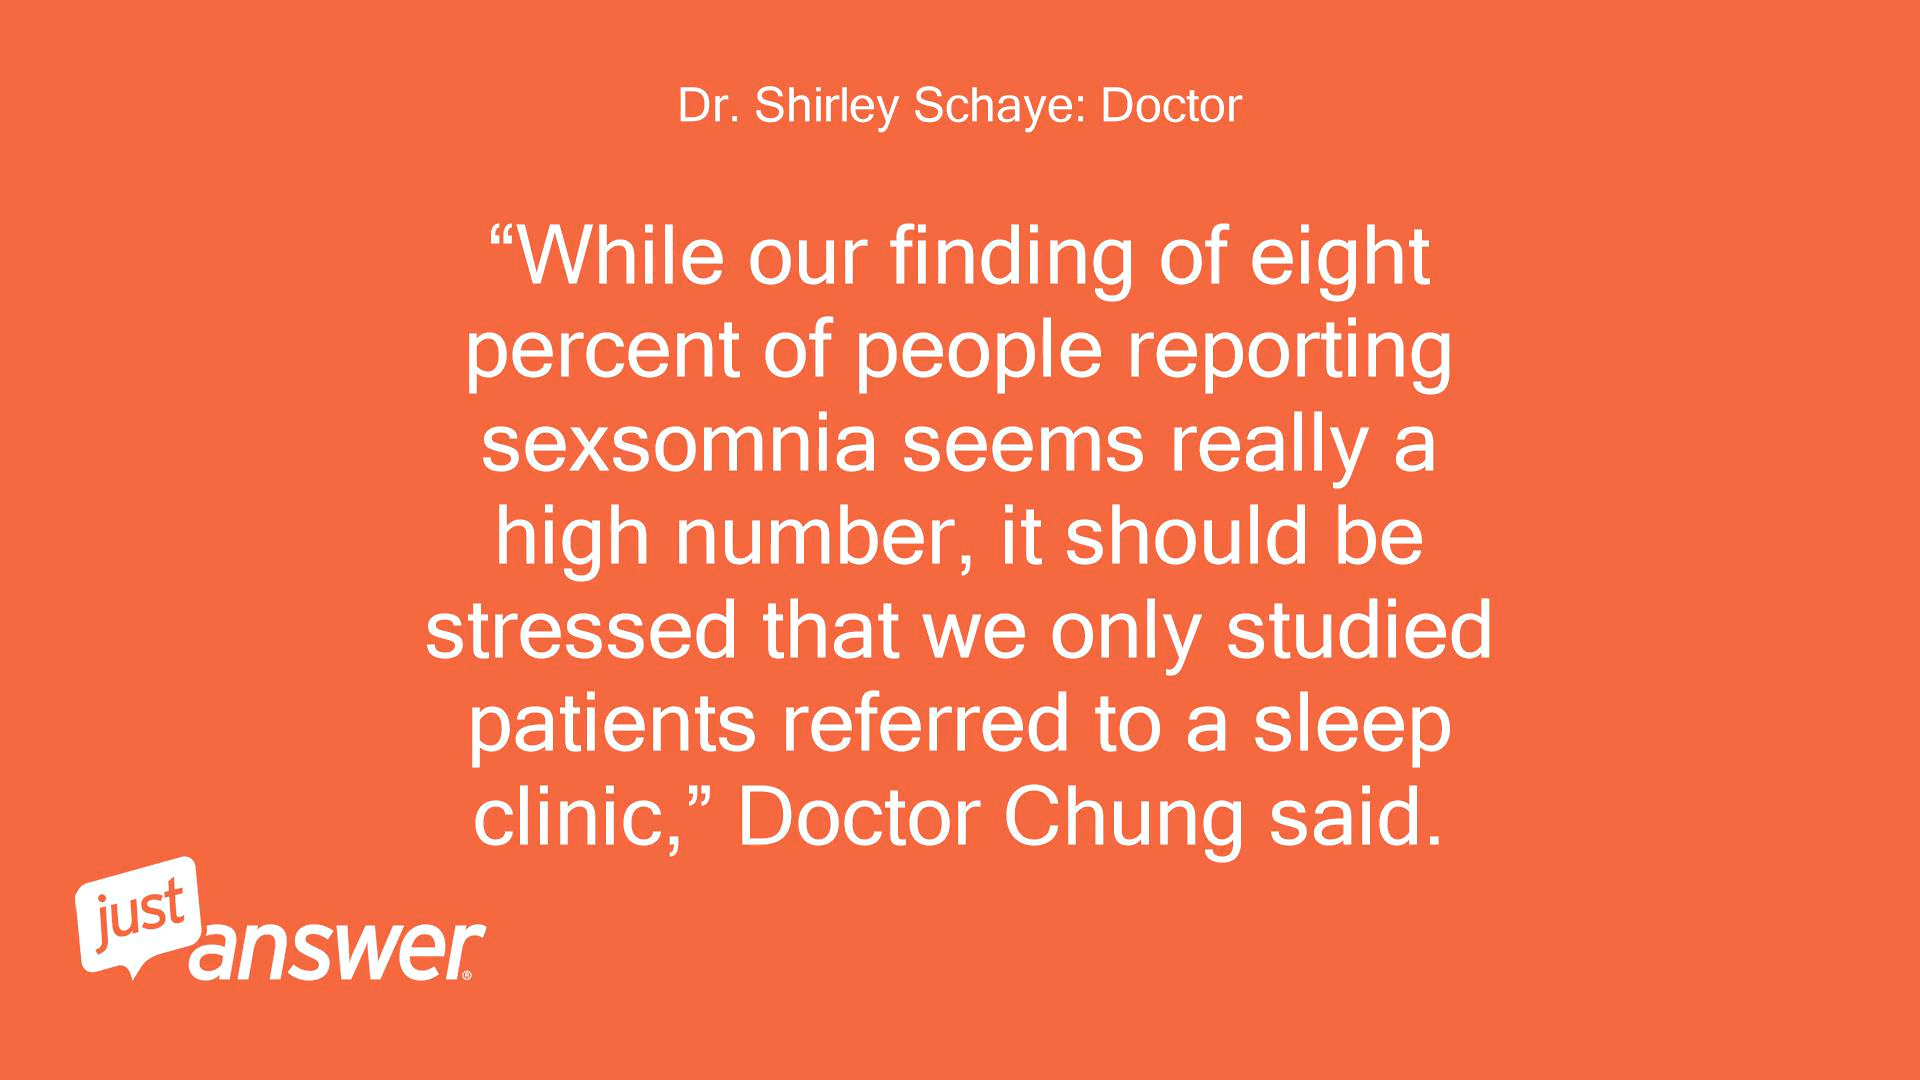 Dr. Shirley Schaye: Doctor
“While our finding of eight
percent of people reporting
sexsomnia seems really a
high number, it should be
stressed that we only studied
patients referred to a sleep
clinic,” Doctor Chung said.
just
answer®